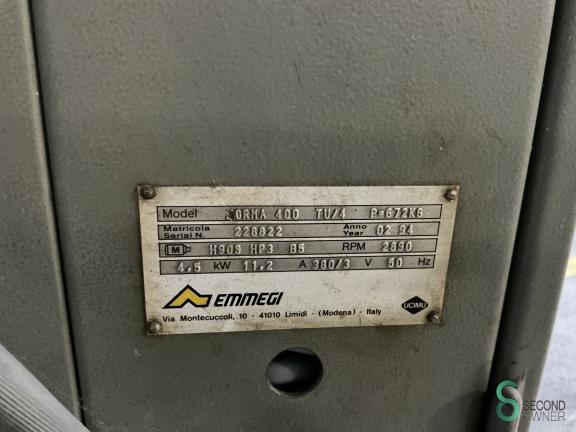 Model NORMA 400 TU/4 P=672KG
Matricola
Serial N. 228822 Anno
Year 02 94
M H90S HP3 B5 RPM 2890
4.5 kW 11.2 A 380/3 V 50 Hz
EMMEGI
UCIMU
Via Montecuccoli, 10 - 41010 Limidi - (Modena) - Italy
SECOND
OWNER